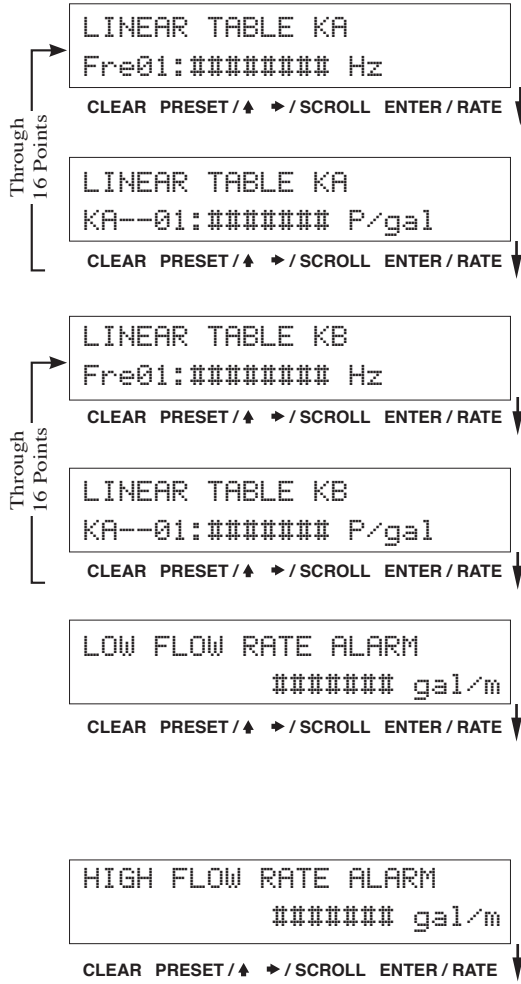 LINEAR TABLE KA
Fre01:######## Hz
CLEAR PRESET/▲ ➧/SCROLL ENTER/RATE
Through
16 Points
LINEAR TABLE KA
KA--01:####### P/gal
CLEAR PRESET/▲ ➧/SCROLL ENTER/RATE
LINEAR TABLE KB
Fre01:######## Hz
CLEAR PRESET/▲ ➧/SCROLL ENTER/RATE
Through
16 Points
LINEAR TABLE KB
KA--01:####### P/gal
CLEAR PRESET/▲ ➧/SCROLL ENTER/RATE
LOW FLOW RATE ALARM
####### gal/m
CLEAR PRESET/▲ ➧/SCROLL ENTER/RATE
HIGH FLOW RATE ALARM
####### gal/m
CLEAR PRESET/▲ ➧/SCROLL ENTER/RATE